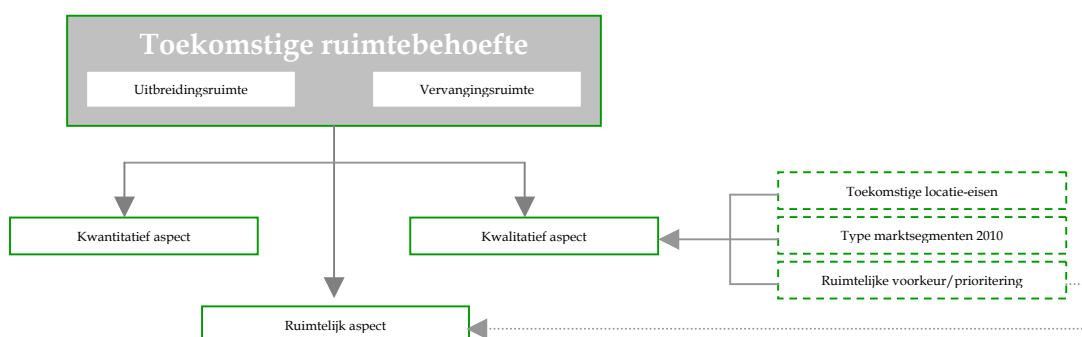 Toekomstige ruimtebehoefte
Uitbreidingsruimte
Vervangingsruimte
Toekomstige locatie-eisen
Kwantitatief aspect
Kwalitatief aspect
Type marktsegmenten 2010
Ruimtelijke voorkeur/prioritering
Ruimtelijk aspect